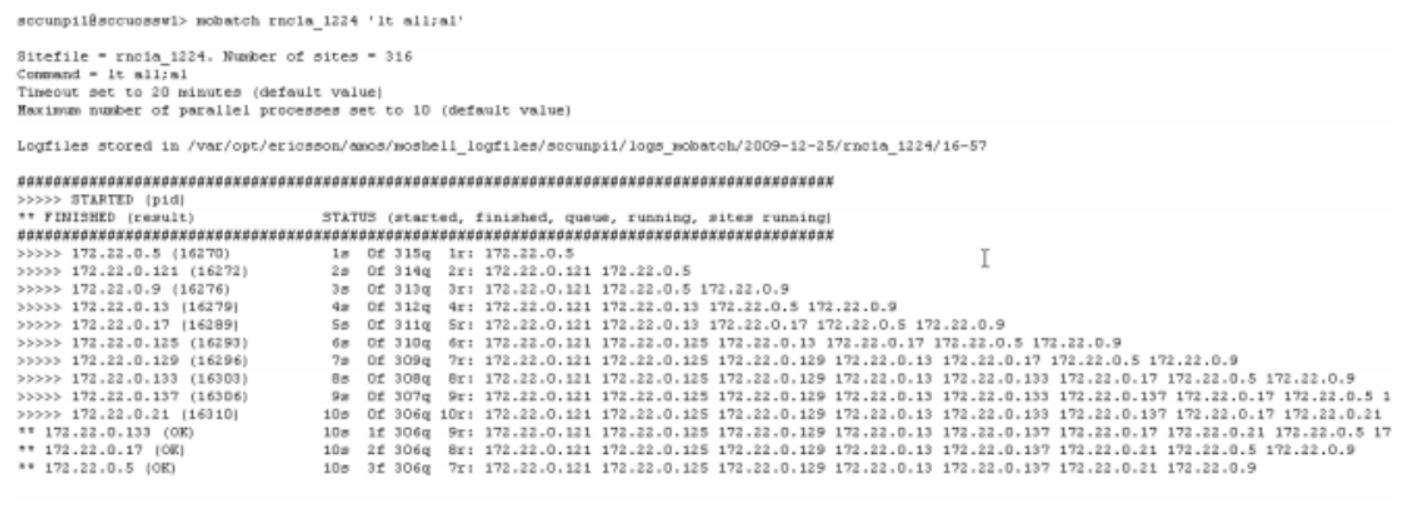 sccunpi1@sccuossw1> mobatch rnc1a_1224 'lt all;al'
Sitefile = rnc1a_1224. Number of sites = 316
Command = lt all;al
Timeout set to 20 minutes (default value)
Maximum number of parallel processes set to 10 (default value)
Logfiles stored in /var/opt/ericsson/amos/moshell_logfiles/sccunpi1/logs_mobatch/2009-12-25/rnc1a_1224/16-57
###########################################################################################
>>>>> STARTED (pid)
** FINISHED (result) STATUS (started, finished, queue, running, sites running)
###########################################################################################
>>>>> 172.22.0.5 (16270) 1s 0f 315q 1r: 172.22.0.5
>>>>> 172.22.0.121 (16272) 2s 0f 314q 2r: 172.22.0.121 172.22.0.5
>>>>> 172.22.0.9 (16276) 3s 0f 313q 3r: 172.22.0.121 172.22.0.5 172.22.0.9
>>>>> 172.22.0.13 (16279) 4s 0f 312q 4r: 172.22.0.121 172.22.0.13 172.22.0.5 172.22.0.9
>>>>> 172.22.0.17 (16289) 5s 0f 311q 5r: 172.22.0.121 172.22.0.13 172.22.0.17 172.22.0.5 172.22.0.9
>>>>> 172.22.0.125 (16293) 6s 0f 310q 6r: 172.22.0.121 172.22.0.125 172.22.0.13 172.22.0.17 172.22.0.5 172.22.0.9
>>>>> 172.22.0.129 (16296) 7s 0f 309q 7r: 172.22.0.121 172.22.0.125 172.22.0.129 172.22.0.13 172.22.0.17 172.22.0.5 172.22.0.9
>>>>> 172.22.0.133 (16303) 8s 0f 308q 8r: 172.22.0.121 172.22.0.125 172.22.0.129 172.22.0.13 172.22.0.133 172.22.0.17 172.22.0.5 172.22.0.9
>>>>> 172.22.0.137 (16306) 9s 0f 307q 9r: 172.22.0.121 172.22.0.125 172.22.0.129 172.22.0.13 172.22.0.133 172.22.0.137 172.22.0.17 172.22.0.5 1
>>>>> 172.22.0.21 (16310) 10s 0f 306q 10r: 172.22.0.121 172.22.0.125 172.22.0.129 172.22.0.13 172.22.0.133 172.22.0.137 172.22.0.17 172.22.0.21
** 172.22.0.133 (OK) 10s 1f 306q 9r: 172.22.0.121 172.22.0.125 172.22.0.129 172.22.0.13 172.22.0.137 172.22.0.17 172.22.0.21 172.22.0.5 17
** 172.22.0.17 (OK) 10s 2f 306q 8r: 172.22.0.121 172.22.0.125 172.22.0.129 172.22.0.13 172.22.0.137 172.22.0.21 172.22.0.5 172.22.0.9
** 172.22.0.5 (OK) 10s 3f 306q 7r: 172.22.0.121 172.22.0.125 172.22.0.129 172.22.0.13 172.22.0.137 172.22.0.21 172.22.0.9